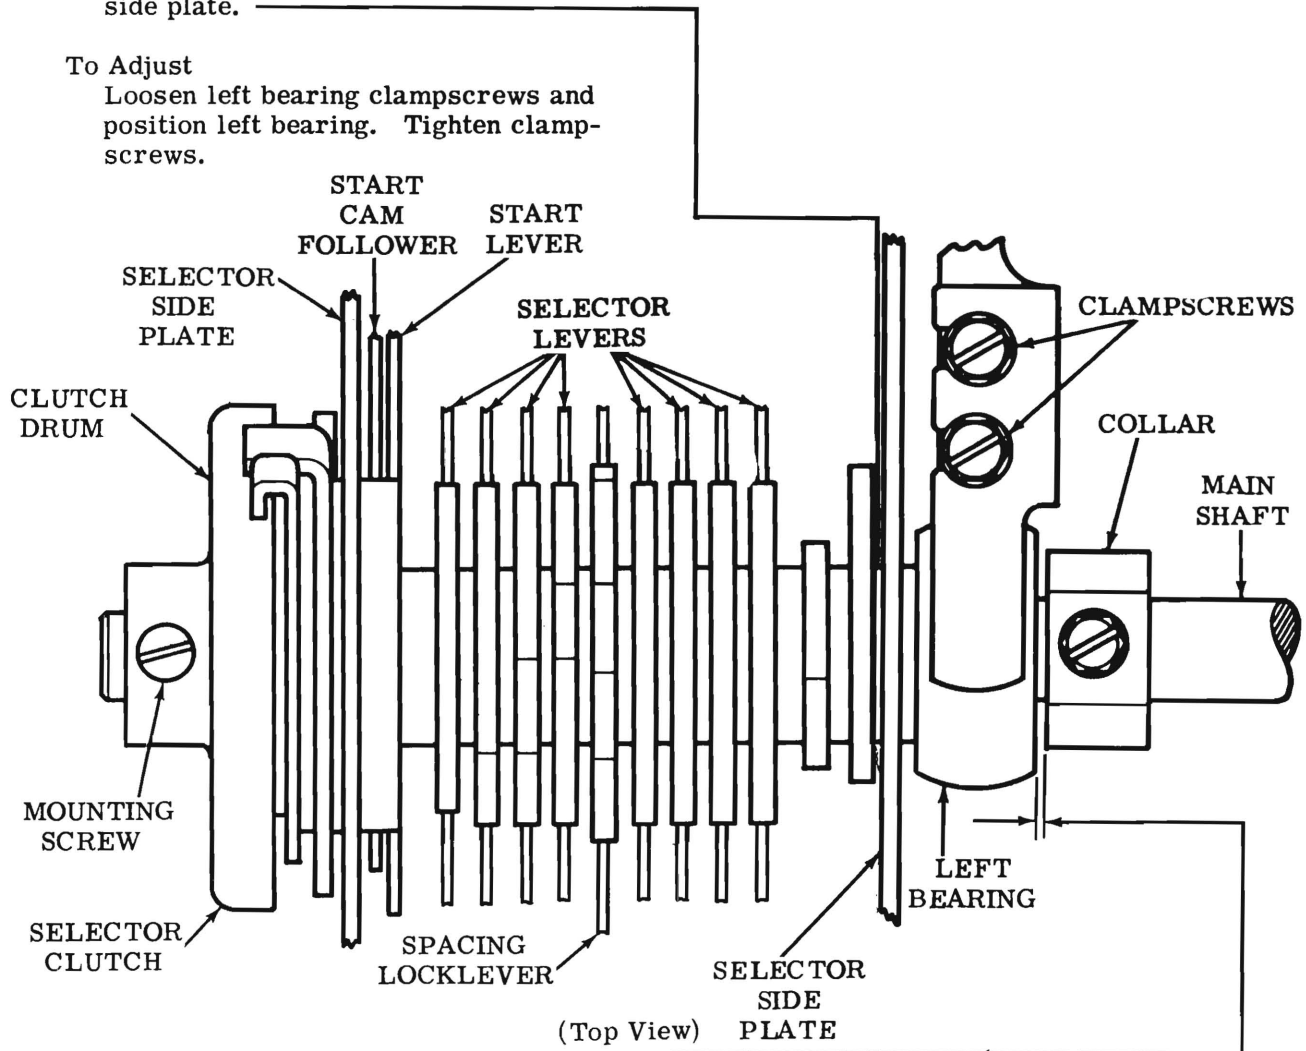 side plate.
To Adjust
Loosen left bearing clampscrews and
position left bearing. Tighten clamp-
screws.
START
CAM
FOLLOWER
START
LEVER
SELECTOR
SIDE
PLATE
SELECTOR
LEVERS
CLAMPSCREWS
CLUTCH
DRUM
COLLAR
MAIN
SHAFT
MOUNTING
SCREW
LEFT
BEARING
SELECTOR
CLUTCH
SPACING
LOCKLEVER
SELECTOR
SIDE
PLATE
(Top View)